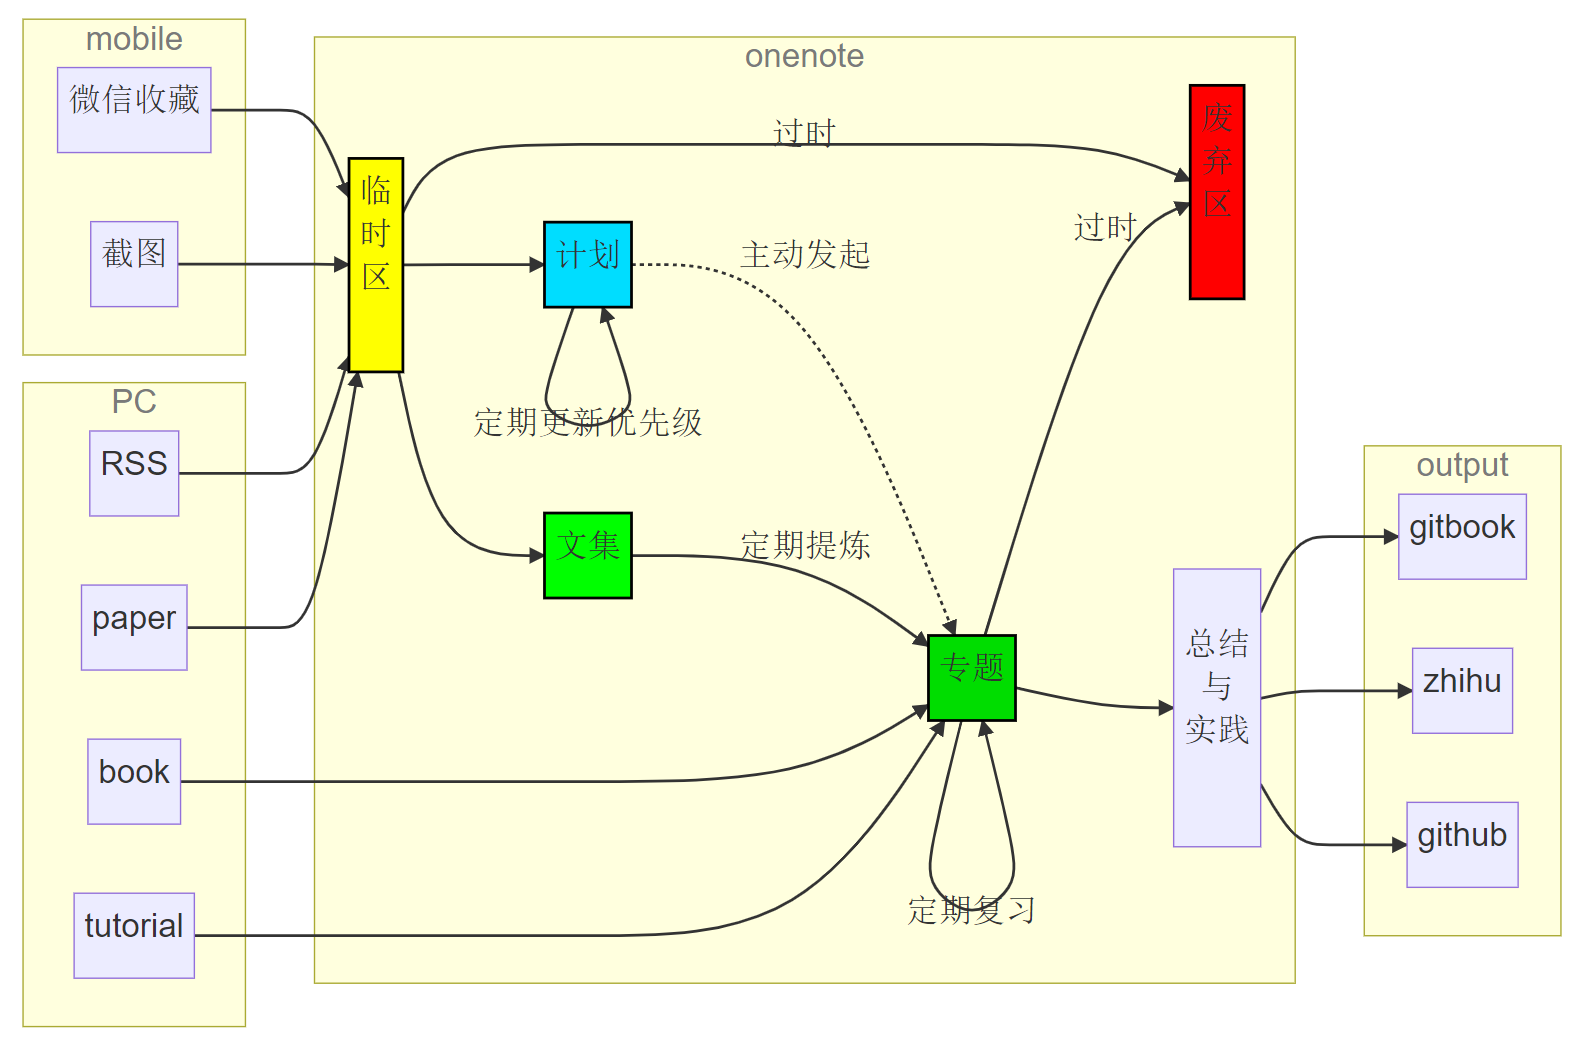 mobile
微信收藏
截图
PC
RSS
paper
book
tutorial
onenote
临
时
区
过时
计划
主动发起
定期更新优先级
文集
定期提炼
过时
废
弃
区
专题
定期复习
总结
与
实践
output
gitbook
zhihu
github